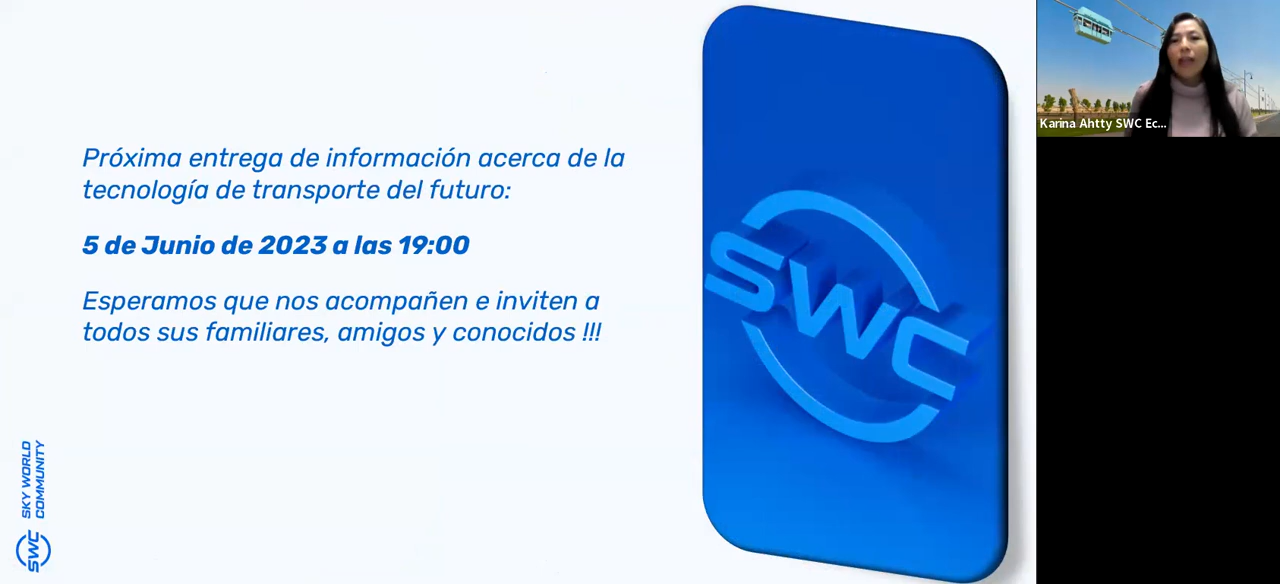 Próxima entrega de información acerca de la
tecnología de transporte del futuro:
5 de Junio de 2023 a las 19:00
Esperamos que nos acompañen e inviten a
todos sus familiares, amigos y conocidos !!!
SWC
SWC
SKY WORLD
COMMUNITY
Karina Ahtty SWC Ec...